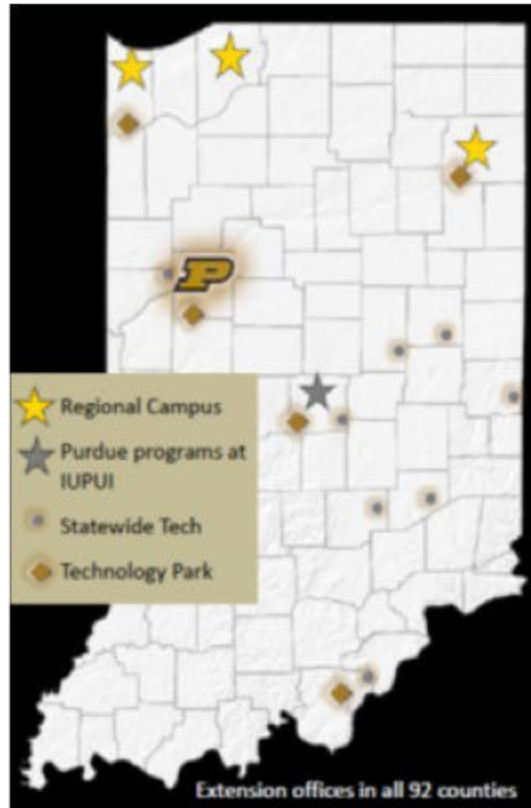 P
Regional Campus
Purdue programs at
IUPUI
Statewide Tech
Technology Park
Extension offices in all 92 counties